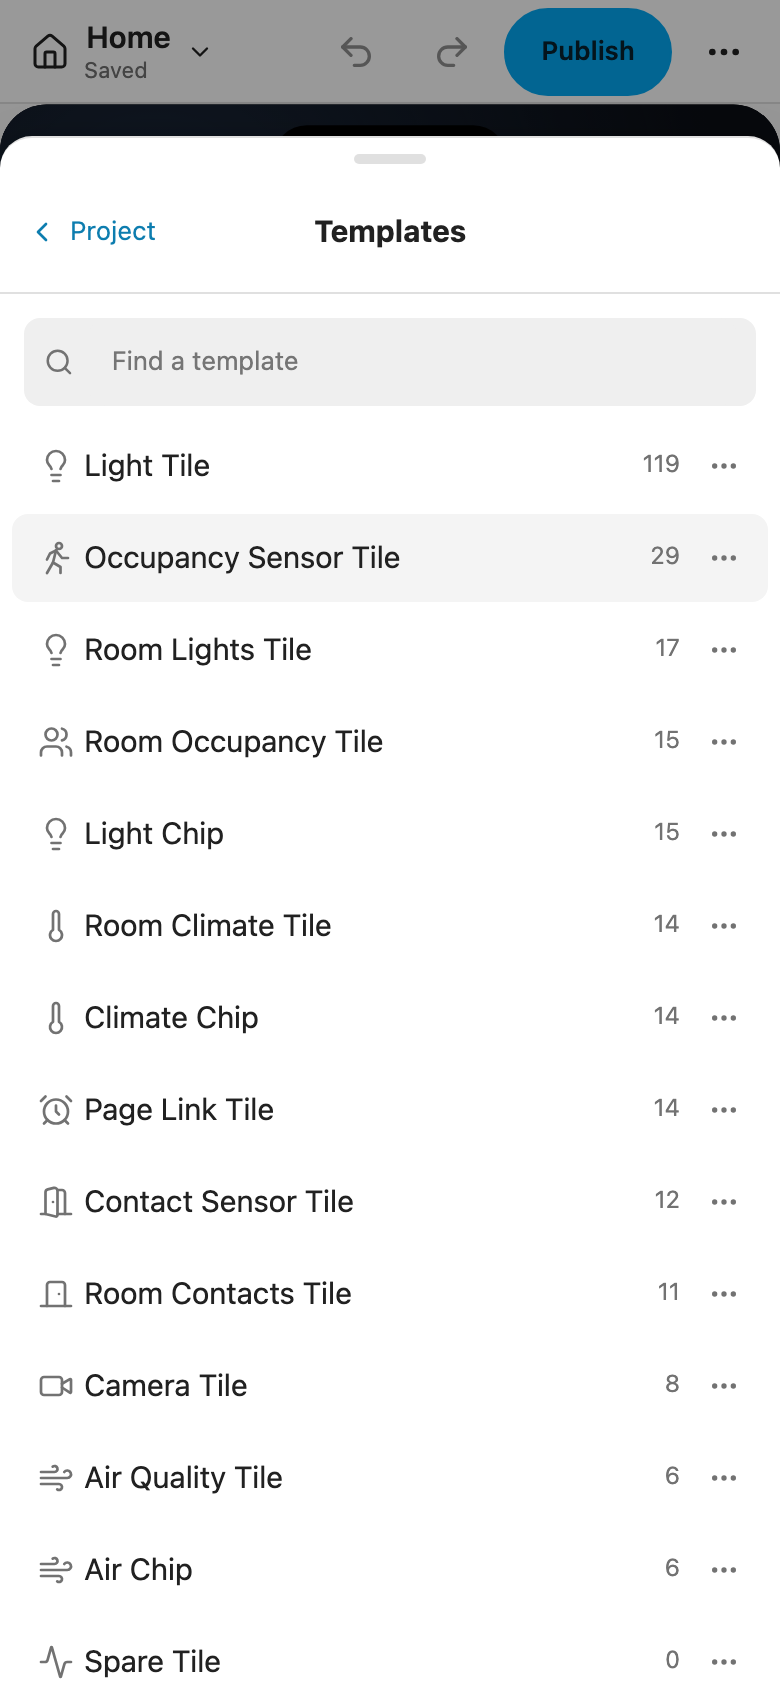 Home
Saved
Publish
Project
Templates
Find a template
Light Tile 119
Occupancy Sensor Tile 29
Room Lights Tile 17
Room Occupancy Tile 15
Light Chip 15
Room Climate Tile 14
Climate Chip 14
Page Link Tile 14
Contact Sensor Tile 12
Room Contacts Tile 11
Camera Tile 8
Air Quality Tile 6
Air Chip 6
Spare Tile 0